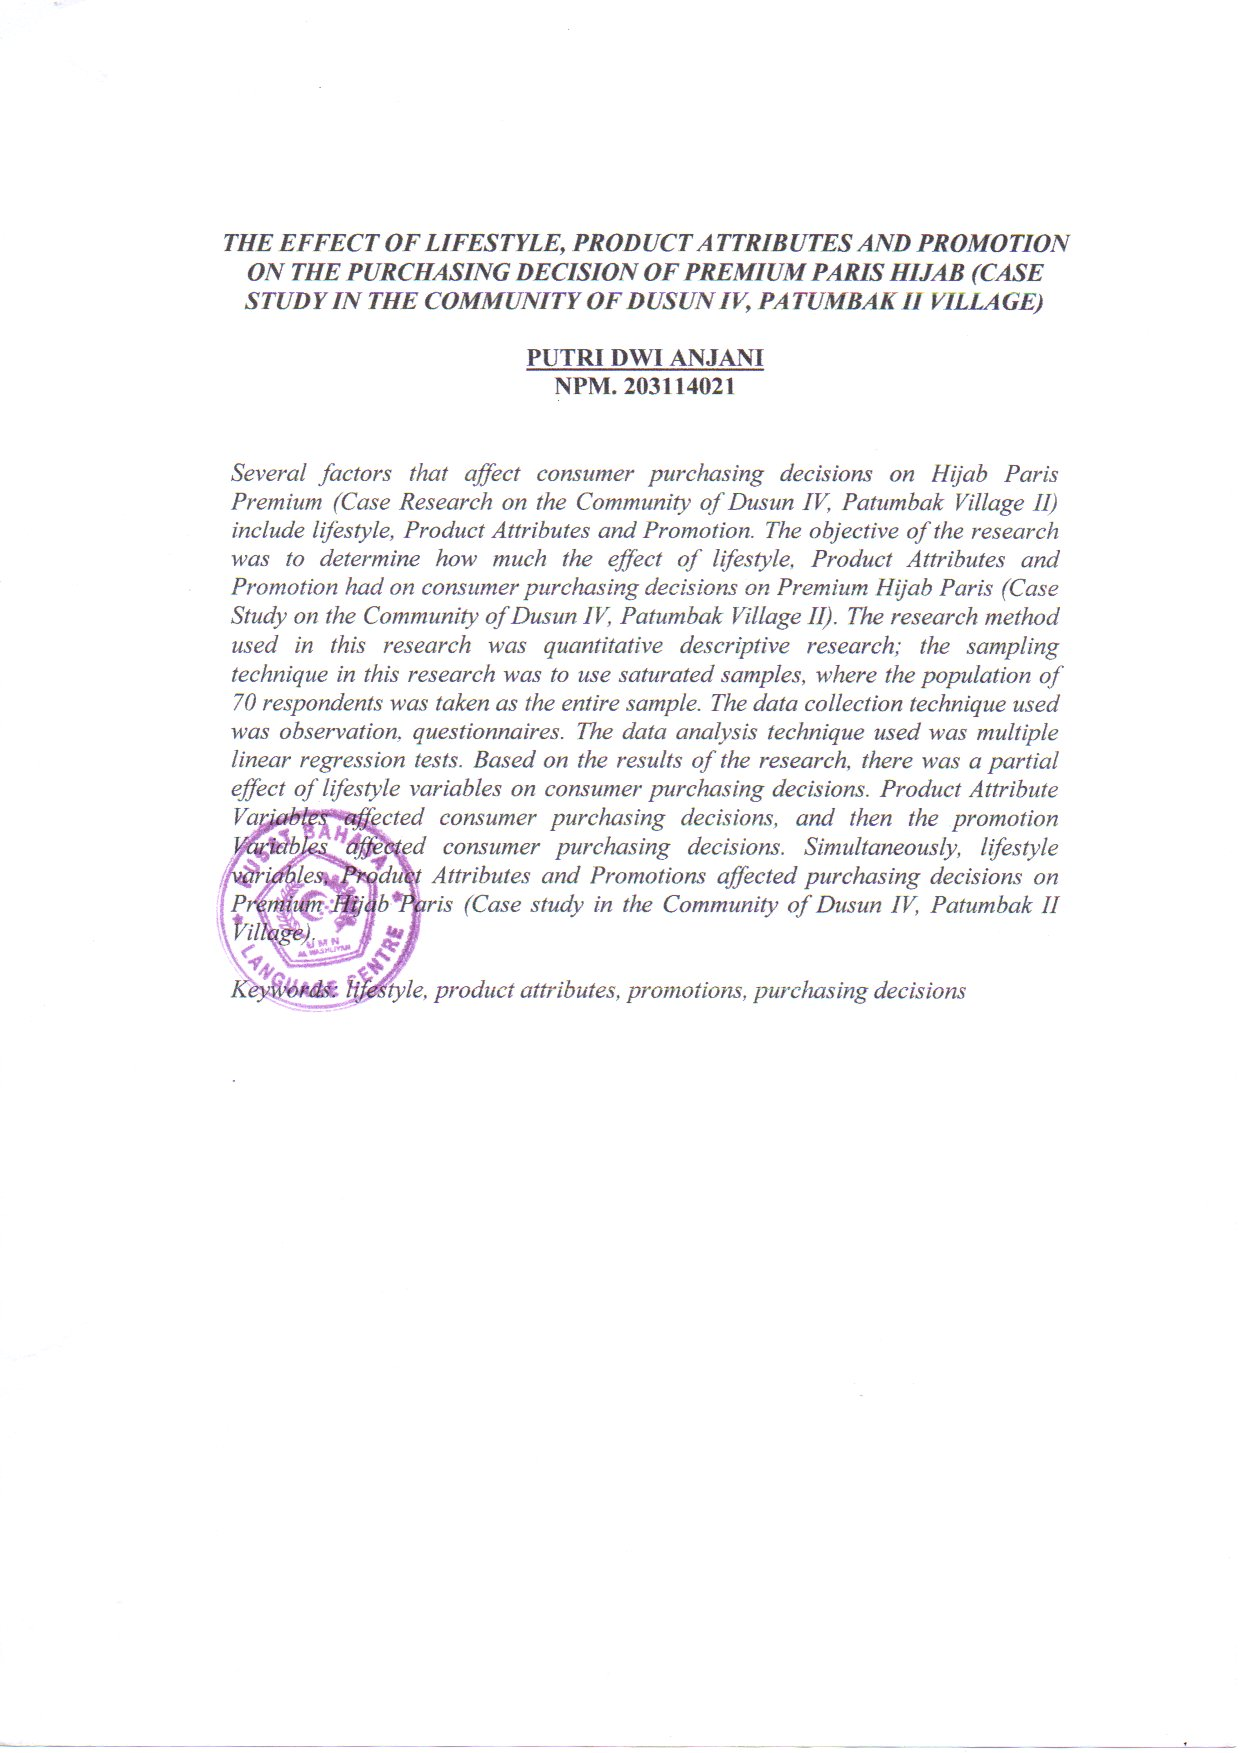 THE EFFECT OF LIFESTYLE, PRODUCT ATTRIBUTES AND PROMOTION
ON THE PURCHASING DECISION OF PREMIUM PARIS HIJAB (CASE
STUDY IN THE COMMUNITY OF DUSUN IV, PATUMBAK II VILLAGE)
PUTRI DWI ANJANI
NPM. 203114021
Several factors that affect consumer purchasing decisions on Hijab Paris
Premium (Case Research on the Community of Dusun IV, Patumbak Village II)
include lifestyle, Product Attributes and Promotion. The objective of the research
was to determine how much the effect of lifestyle, Product Attributes and
Promotion had on consumer purchasing decisions on Premium Hijab Paris (Case
Study on the Community of Dusun IV, Patumbak Village II). The research method
used in this research was quantitative descriptive research; the sampling
technique in this research was to use saturated samples, where the population of
70 respondents was taken as the entire sample. The data collection technique used
was observation, questionnaires. The data analysis technique used was multiple
linear regression tests. Based on the results of the research, there was a partial
effect of lifestyle variables on consumer purchasing decisions. Product Attribute
Variables affected consumer purchasing decisions, and then the promotion
Variables affected consumer purchasing decisions. Simultaneously, lifestyle
variables, Product Attributes and Promotions affected purchasing decisions on
Premium Hijab Paris (Case study in the Community of Dusun IV, Patumbak II
Village).
Keywords: lifestyle, product attributes, promotions, purchasing decisions
PUSAT BAHASA
UMN
AL WASHLIYAH
LANGUAGE CENTRE